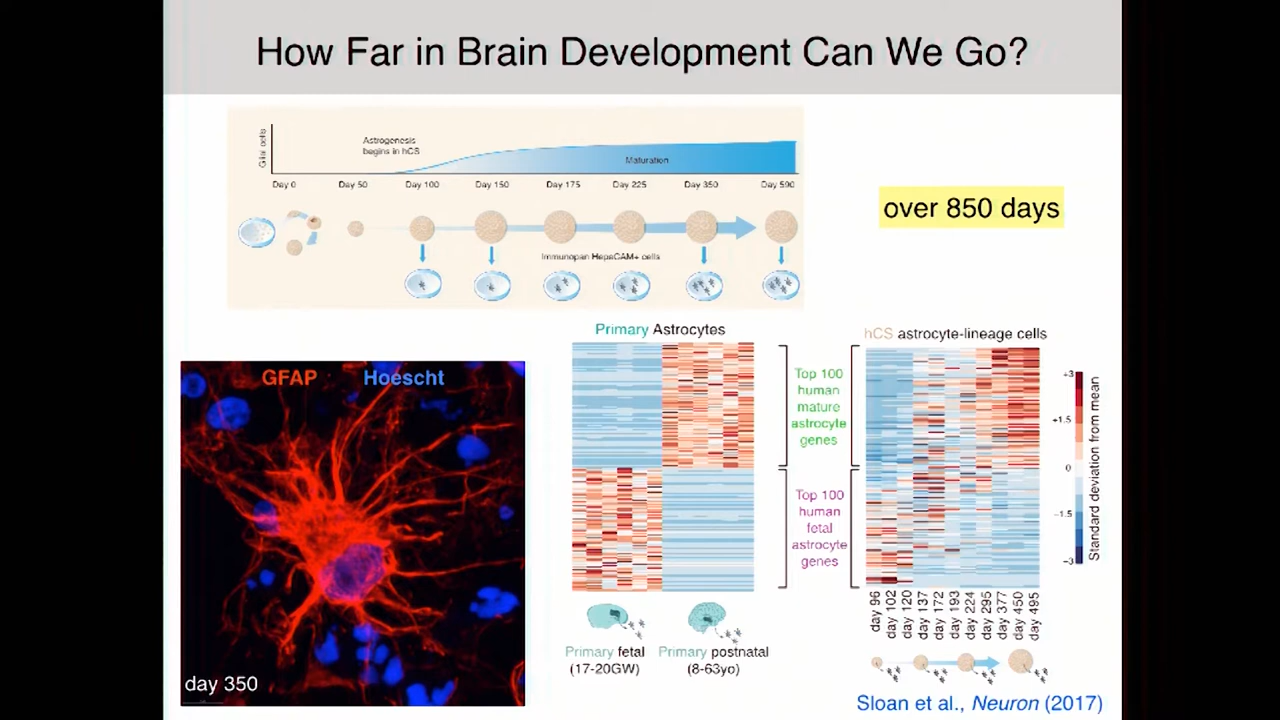 How Far in Brain Development Can We Go?
Glial cells
Astrogenesis
begins in hCS
Maturation
Day 0
Day 50
Day 100
Day 150
Day 175
Day 225
Day 350
Day 590
Immunopan HepaCAM+ cells
over 850 days
GFAP
Hoescht
day 350
Primary Astrocytes
Top 100
human
mature
astrocyte
genes
Top 100
human
fetal
astrocyte
genes
Primary fetal
(17-20GW)
Primary postnatal
(8-63yo)
hCS astrocyte-lineage cells
+3
+1.5
0
-1.5
-3
Standard deviation from mean
day 96
day 102
day 120
day 137
day 172
day 193
day 224
day 295
day 377
day 450
day 495
Sloan et al., Neuron (2017)